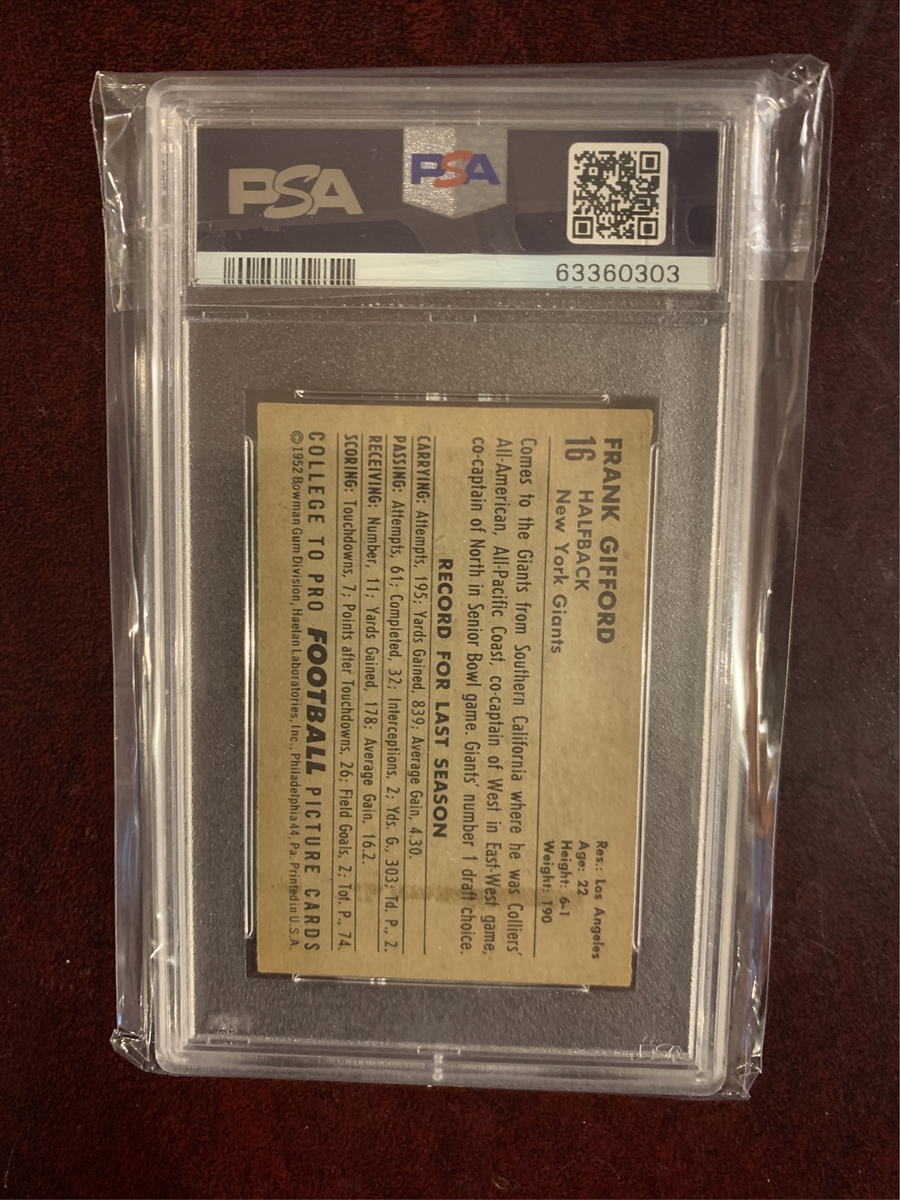 PSA
PSA
63360303
FRANK GIFFORD
16 HALFBACK
New York Giants
Res.: Los Angeles
Age: 22
Height: 6-1
Weight: 190
Comes to the Giants from Southern California where he was Colliers'
All-American, All-Pacific Coast, co-captain of West in East-West game,
co-captain of North in Senior Bowl game. Giants' number 1 draft choice.
RECORD FOR LAST SEASON
CARRYING: Attempts, 195; Yards Gained, 839; Average Gain, 4.30.
PASSING: Attempts, 61; Completed, 32; Interceptions, 2; Yds. G., 303; Td. P., 2.
RECEIVING: Number, 11; Yards Gained, 178; Average Gain, 16.2.
SCORING: Touchdowns, 7; Points after Touchdowns, 26; Field Goals, 2; Tot. P., 74.
COLLEGE TO PRO FOOTBALL PICTURE CARDS
©1952 Bowman Gum Division, Haelan Laboratories, Inc., Philadelphia 44, Pa. Printed in U.S.A.
PSA